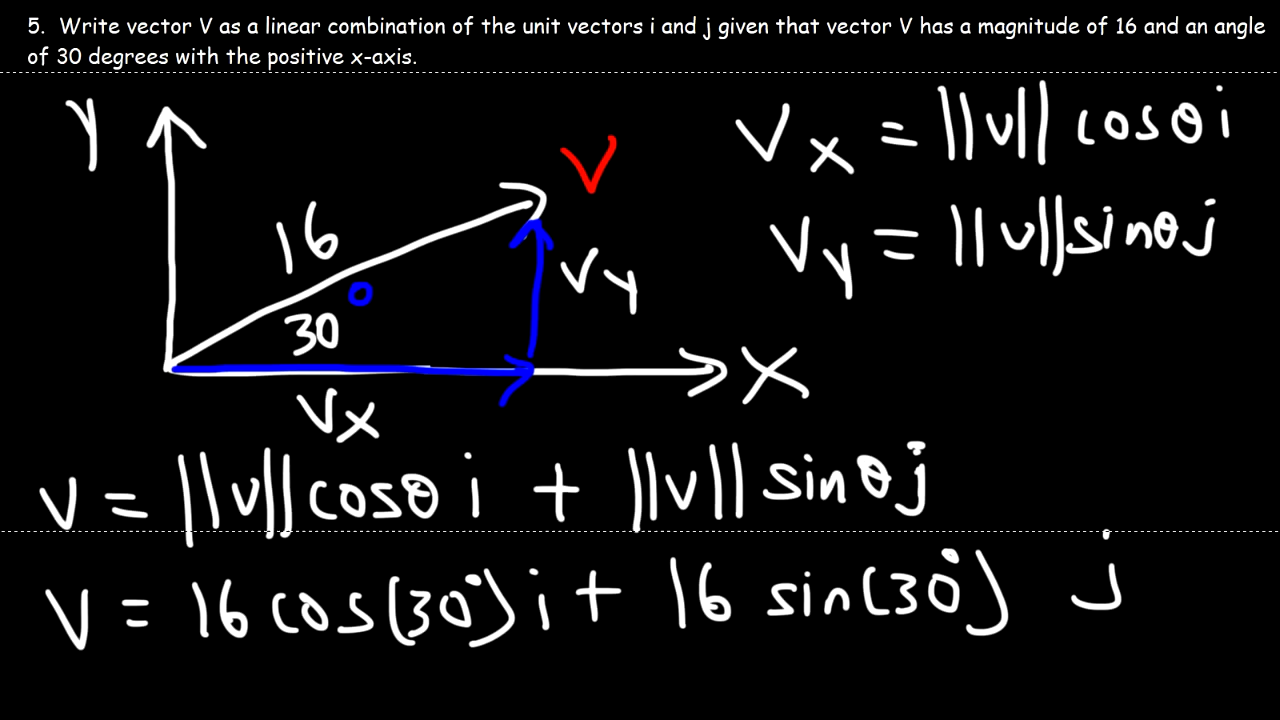 5. Write vector V as a linear combination of the unit vectors i and j given that vector V has a magnitude of 16 and an angle
of 30 degrees with the positive x-axis.
y
V
16
30°
Vy
x
Vx
Vx = ||v|| cosθ i
Vy = ||v|| sinθ j
V = ||v|| cosθ i + ||v|| sinθ j
V = 16 cos(30°) i + 16 sin(30°) j